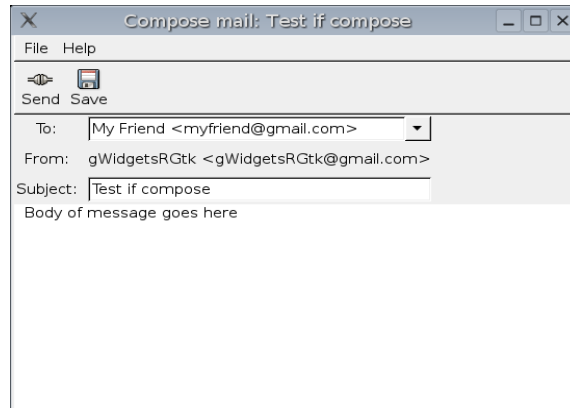 Compose mail: Test if compose
File Help
Send Save
To: My Friend <myfriend@gmail.com>
From: gWidgetsRGtk <gWidgetsRGtk@gmail.com>
Subject: Test if compose
Body of message goes here